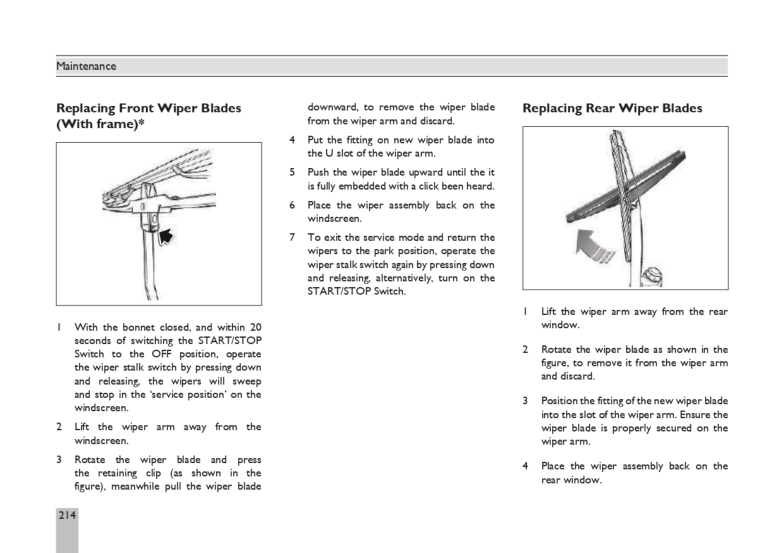 Maintenance
Replacing Front Wiper Blades
(With frame)*
1 With the bonnet closed, and within 20
seconds of switching the START/STOP
Switch to the OFF position, operate
the wiper stalk switch by pressing down
and releasing, the wipers will sweep
and stop in the ‘service position’ on the
windscreen.
2 Lift the wiper arm away from the
windscreen.
3 Rotate the wiper blade and press
the retaining clip (as shown in the
figure), meanwhile pull the wiper blade
downward, to remove the wiper blade
from the wiper arm and discard.
4 Put the fitting on new wiper blade into
the U slot of the wiper arm.
5 Push the wiper blade upward until the it
is fully embedded with a click been heard.
6 Place the wiper assembly back on the
windscreen.
7 To exit the service mode and return the
wipers to the park position, operate the
wiper stalk switch again by pressing down
and releasing, alternatively, turn on the
START/STOP Switch.
Replacing Rear Wiper Blades
1 Lift the wiper arm away from the rear
window.
2 Rotate the wiper blade as shown in the
figure, to remove it from the wiper arm
and discard.
3 Position the fitting of the new wiper blade
into the slot of the wiper arm. Ensure the
wiper blade is properly secured on the
wiper arm.
4 Place the wiper assembly back on the
rear window.
214